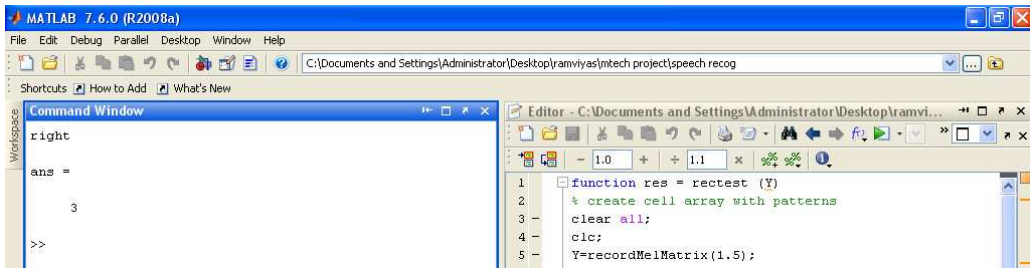 MATLAB 7.6.0 (R2008a)
File Edit Debug Parallel Desktop Window Help
C:\Documents and Settings\Administrator\Desktop\ramviyas\mtech project\speech recog
Shortcuts How to Add What's New
Workspace
Command Window
right
ans =
3
>>
Editor - C:\Documents and Settings\Administrator\Desktop\ramvi...
- 1.0 + ÷ 1.1 ×
1 function res = rectest (Y)
2 % create cell array with patterns
3 - clear all;
4 - clc;
5 - Y=recordMelMatrix(1.5);